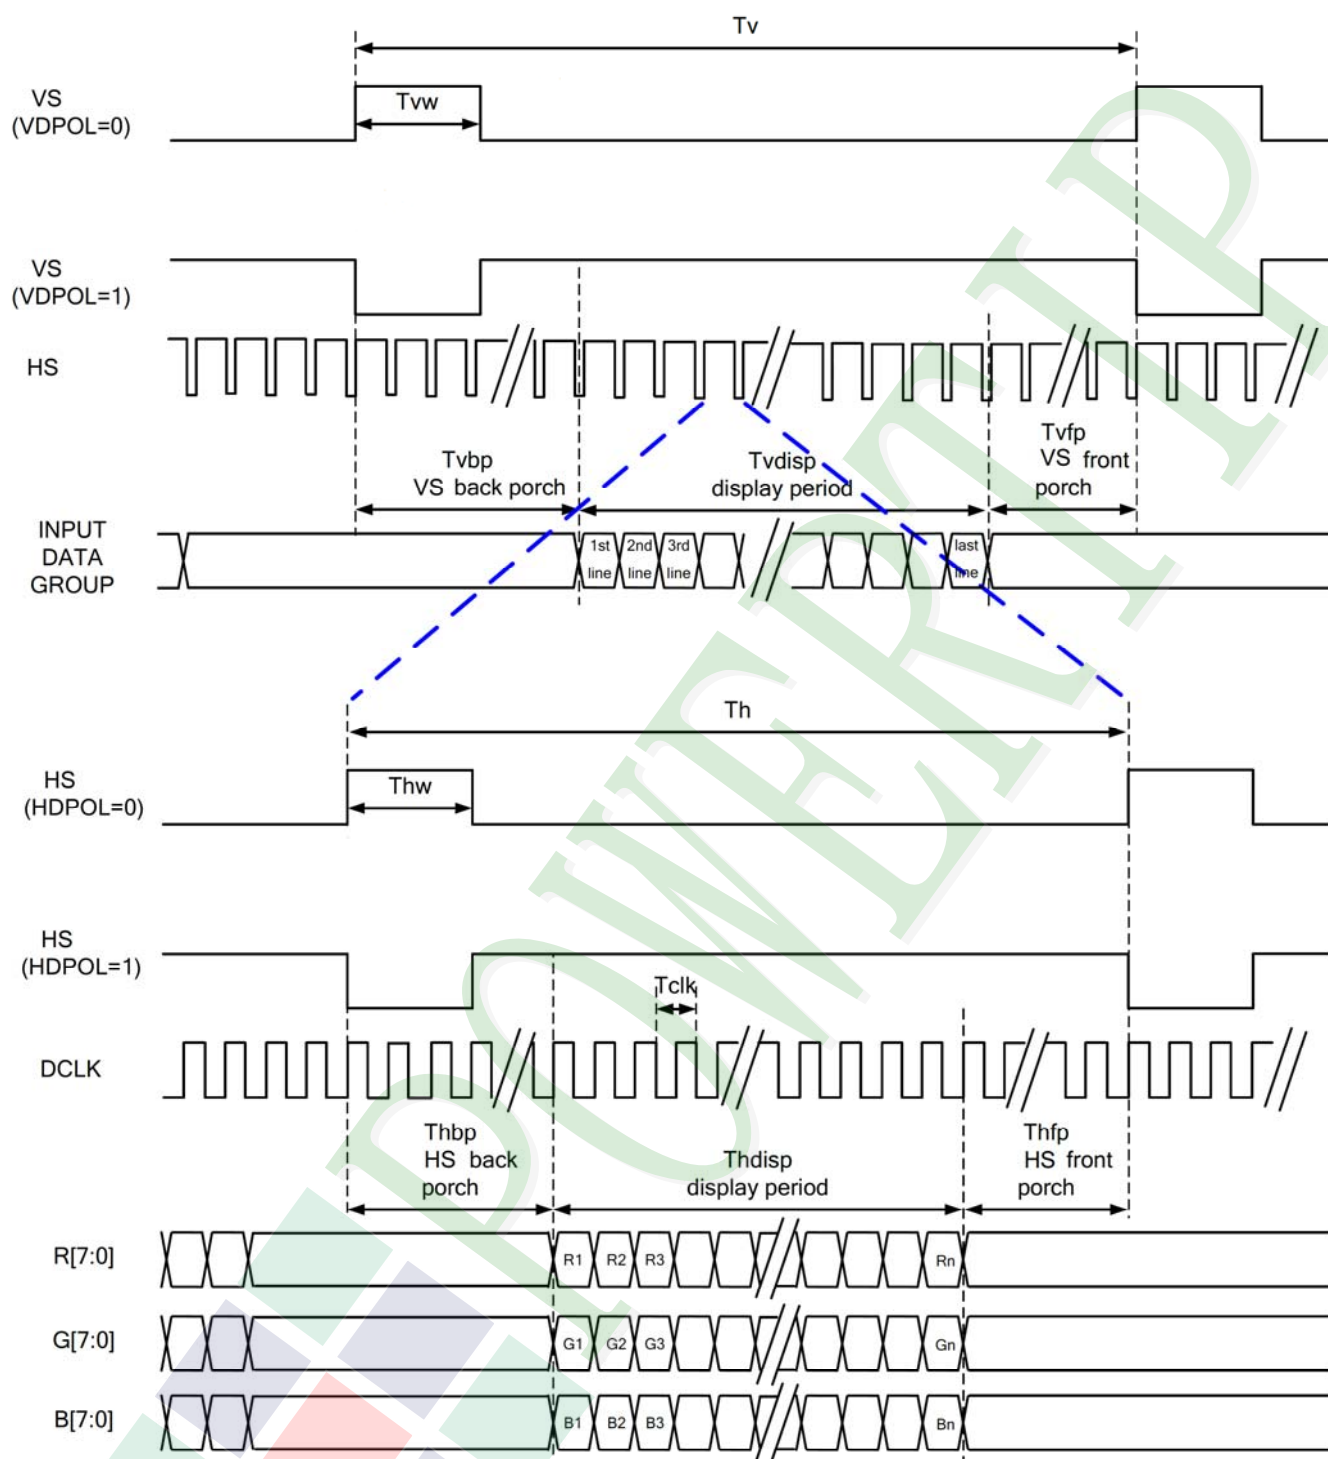 Tv
VS
(VDPOL=0)
Tvw
VS
(VDPOL=1)
HS
Tvbp
VS back porch
Tvdisp
display period
Tvfp
VS front
porch
INPUT
DATA
GROUP
1st
line
2nd
line
3rd
line
last
line
Th
HS
(HDPOL=0)
Thw
HS
(HDPOL=1)
Tclk
DCLK
Thbp
HS back
porch
Thdisp
display period
Thfp
HS front
porch
R[7:0]
R1 R2 R3 Rn
G[7:0]
G1 G2 G3 Gn
B[7:0]
B1 B2 B3 Bn
POWERTIP